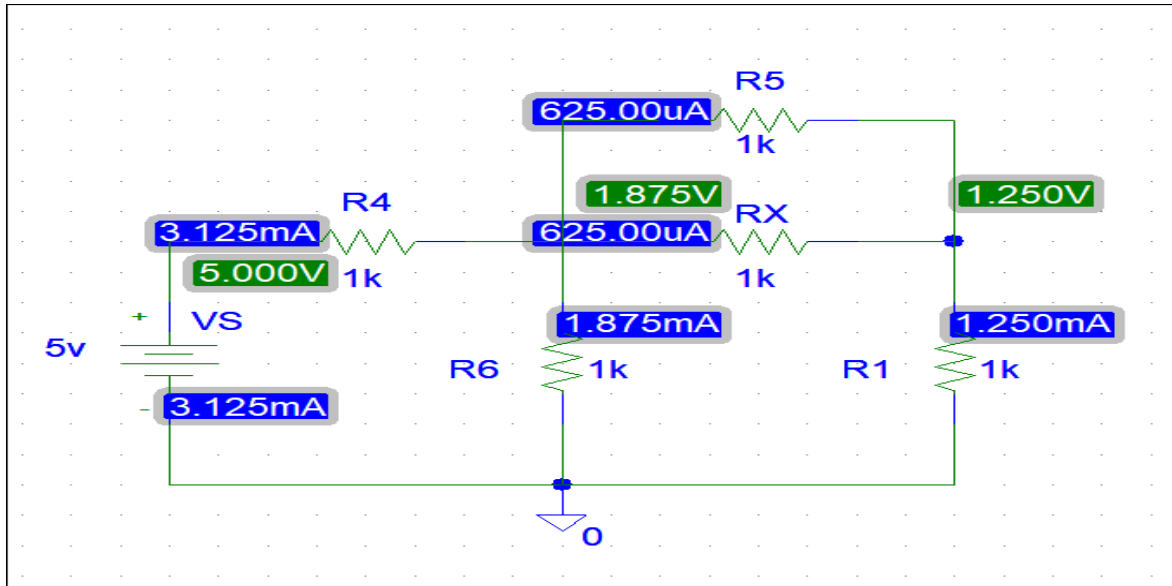 R5
625.00uA
1k
1.875V
1.250V
R4
RX
3.125mA
625.00uA
5.000V
1k
1k
+
VS
1.875mA
1.250mA
5v
R6
1k
R1
1k
-
3.125mA
0